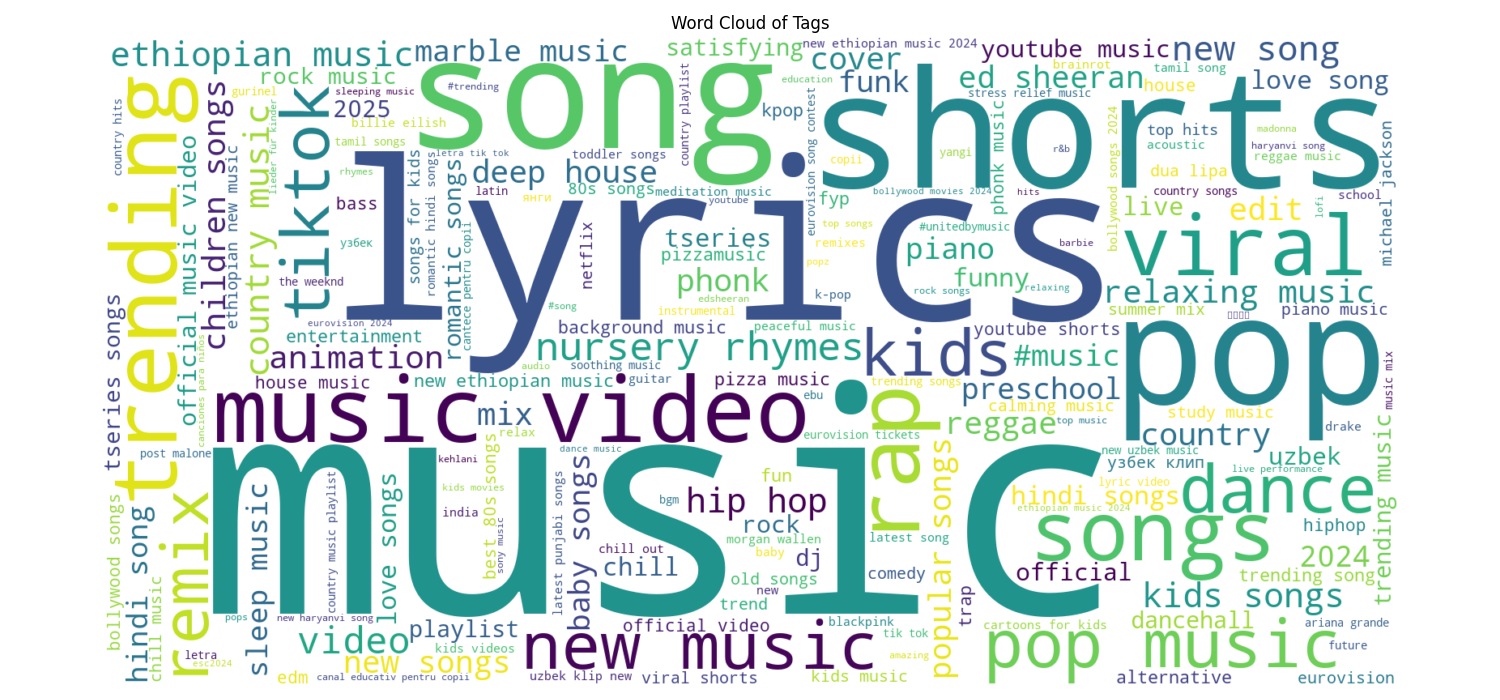 Word Cloud of Tags
ethiopian music
marble music
satisfying
new ethiopian music 2024
youtube music
new song
rock music
song
cover
education
brainrot
tamil song
gurinel
sleeping music
#trending
country playlist
funk
ed sheeran
house
love song
country hits
trending
children songs
lieder für kinder
tiktok
2025
billie eilish
kpop
stress relief music
shorts
madonna
top hits
acoustic
haryanvi song
reggae music
r&b
tamil songs
letra tik tok
toddler songs
eurovision song contest
copii
yangi
phonk music
bollywood songs 2024
dua lipa
michael jackson
official video
official music video
ethiopian new music
country music
rhymes
songs for kids
romantic hindi songs
romantic songs
deep house
80s songs
meditation music
latin
янги
youtube
fyp
bollywood movies 2024
hits
country songs
school
lofi
bass
узбек
lyrics
tseries
pizzamusic
top songs
remixes
#unitedbymusic
barbie
live
edit
viral
the weeknd
netflix
phonk
popz
piano
funny
rock songs
relaxing
relaxing music
cantece pentru copii
#song
edsheeran
instrumental
k-pop
summer mix
piano music
tseries songs
eurovision 2024
entertainment
background music
peaceful music
youtube shorts
pop
canciones para niños
animation
nursery rhymes
kids
#music
audio
soothing music
house music
new ethiopian music
guitar
pizza music
ebu
trending songs
preschool
calming music
study music
music mix
music video
mix
relax
rap
reggae
top music
country
drake
post malone
dance music
eurovision tickets
new uzbek music
узбек клип
live performance
uzbek
kehlani
fun
lyric video
bollywood songs
hindi song
remix
sleep music
country music playlist
love songs
kids movies
best 80s songs
sony music
latest punjabi songs
baby songs
bgm
hip hop
popular songs
hindi songs
ethiopian music 2024
dance
trending music
india
rock
morgan wallen
latest song
songs
hiphop
chill music
music
chill out
chill
baby
dj
official
2024
old songs
new
comedy
trending song
trend
trap
kids songs
pops
new haryanvi song
video
playlist
official video
blackpink
tik tok
cartoons for kids
dancehall
ariana grande
letra
esc2024
kids videos
new songs
new music
amazing
pop music
future
edm
canal educativ pentru copii
uzbek klip new
viral shorts
kids music
alternative
eurovision